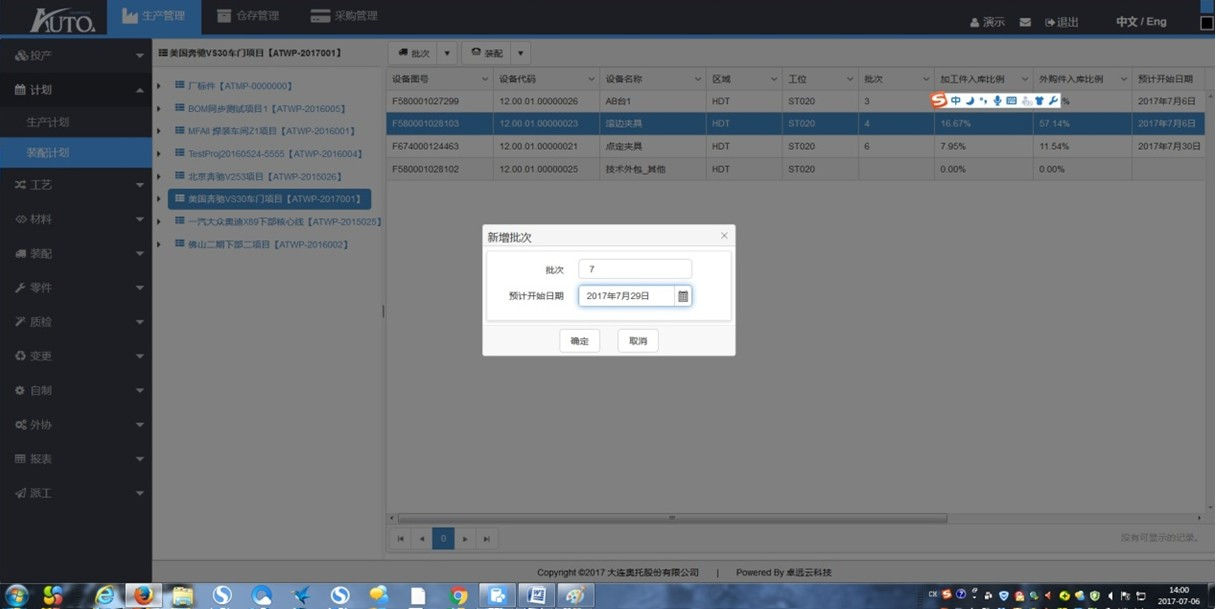 AUTO.
生产管理
仓存管理
采购管理
演示
退出
中文 / Eng
投产
计划
生产计划
装配计划
工艺
材料
装配
零件
质检
变更
自制
外协
报表
派工
美国奔驰VS30车门项目【ATWP-2017001】
厂标件【ATMP-0000000】
BOM同步测试项目1【ATWP-2016005】
MFAII 焊装车间Z1项目【ATWP-2016001】
TestProj20160524-5555【ATWP-2016004】
北京奔驰V253项目【ATWP-2015026】
美国奔驰VS30车门项目【ATWP-2017001】
一汽大众奥迪X69下部核心线【ATWP-2015025】
佛山二期下部二项目【ATWP-2016002】
批次 装配
设备图号 设备代码 设备名称 区域 工位 批次 加工件入库比例 外购件入库比例 预计开始日期
F580001027299 12.00.01.00000026 AB台1 HDT ST020 3 % 2017年7月6日
F580001028103 12.00.01.00000023 滚边夹具 HDT ST020 4 16.67% 57.14% 2017年7月6日
F674000124463 12.00.01.00000021 点定夹具 HDT ST020 6 7.95% 11.54% 2017年7月30日
F580001028102 12.00.01.00000025 技术外包_其他 HDT ST020 0.00% 0.00%
中
新增批次
批次 7
预计开始日期 2017年7月29日
确定 取消
0
没有可显示的记录。
Copyright ©2017 大连奥托股份有限公司 | Powered By 卓远云科技
CH
14:00
2017-07-06